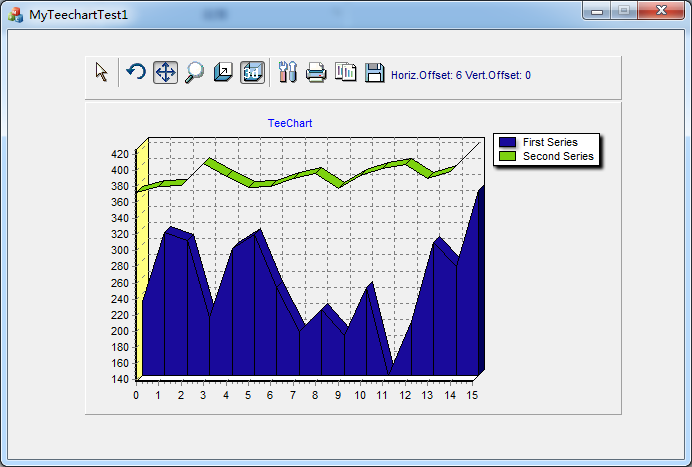 MyTeechartTest1
3D
Horiz.Offset: 6 Vert.Offset: 0
TeeChart
First Series
Second Series
420
400
380
360
340
320
300
280
260
240
220
200
180
160
140
0 1 2 3 4 5 6 7 8 9 10 11 12 13 14 15